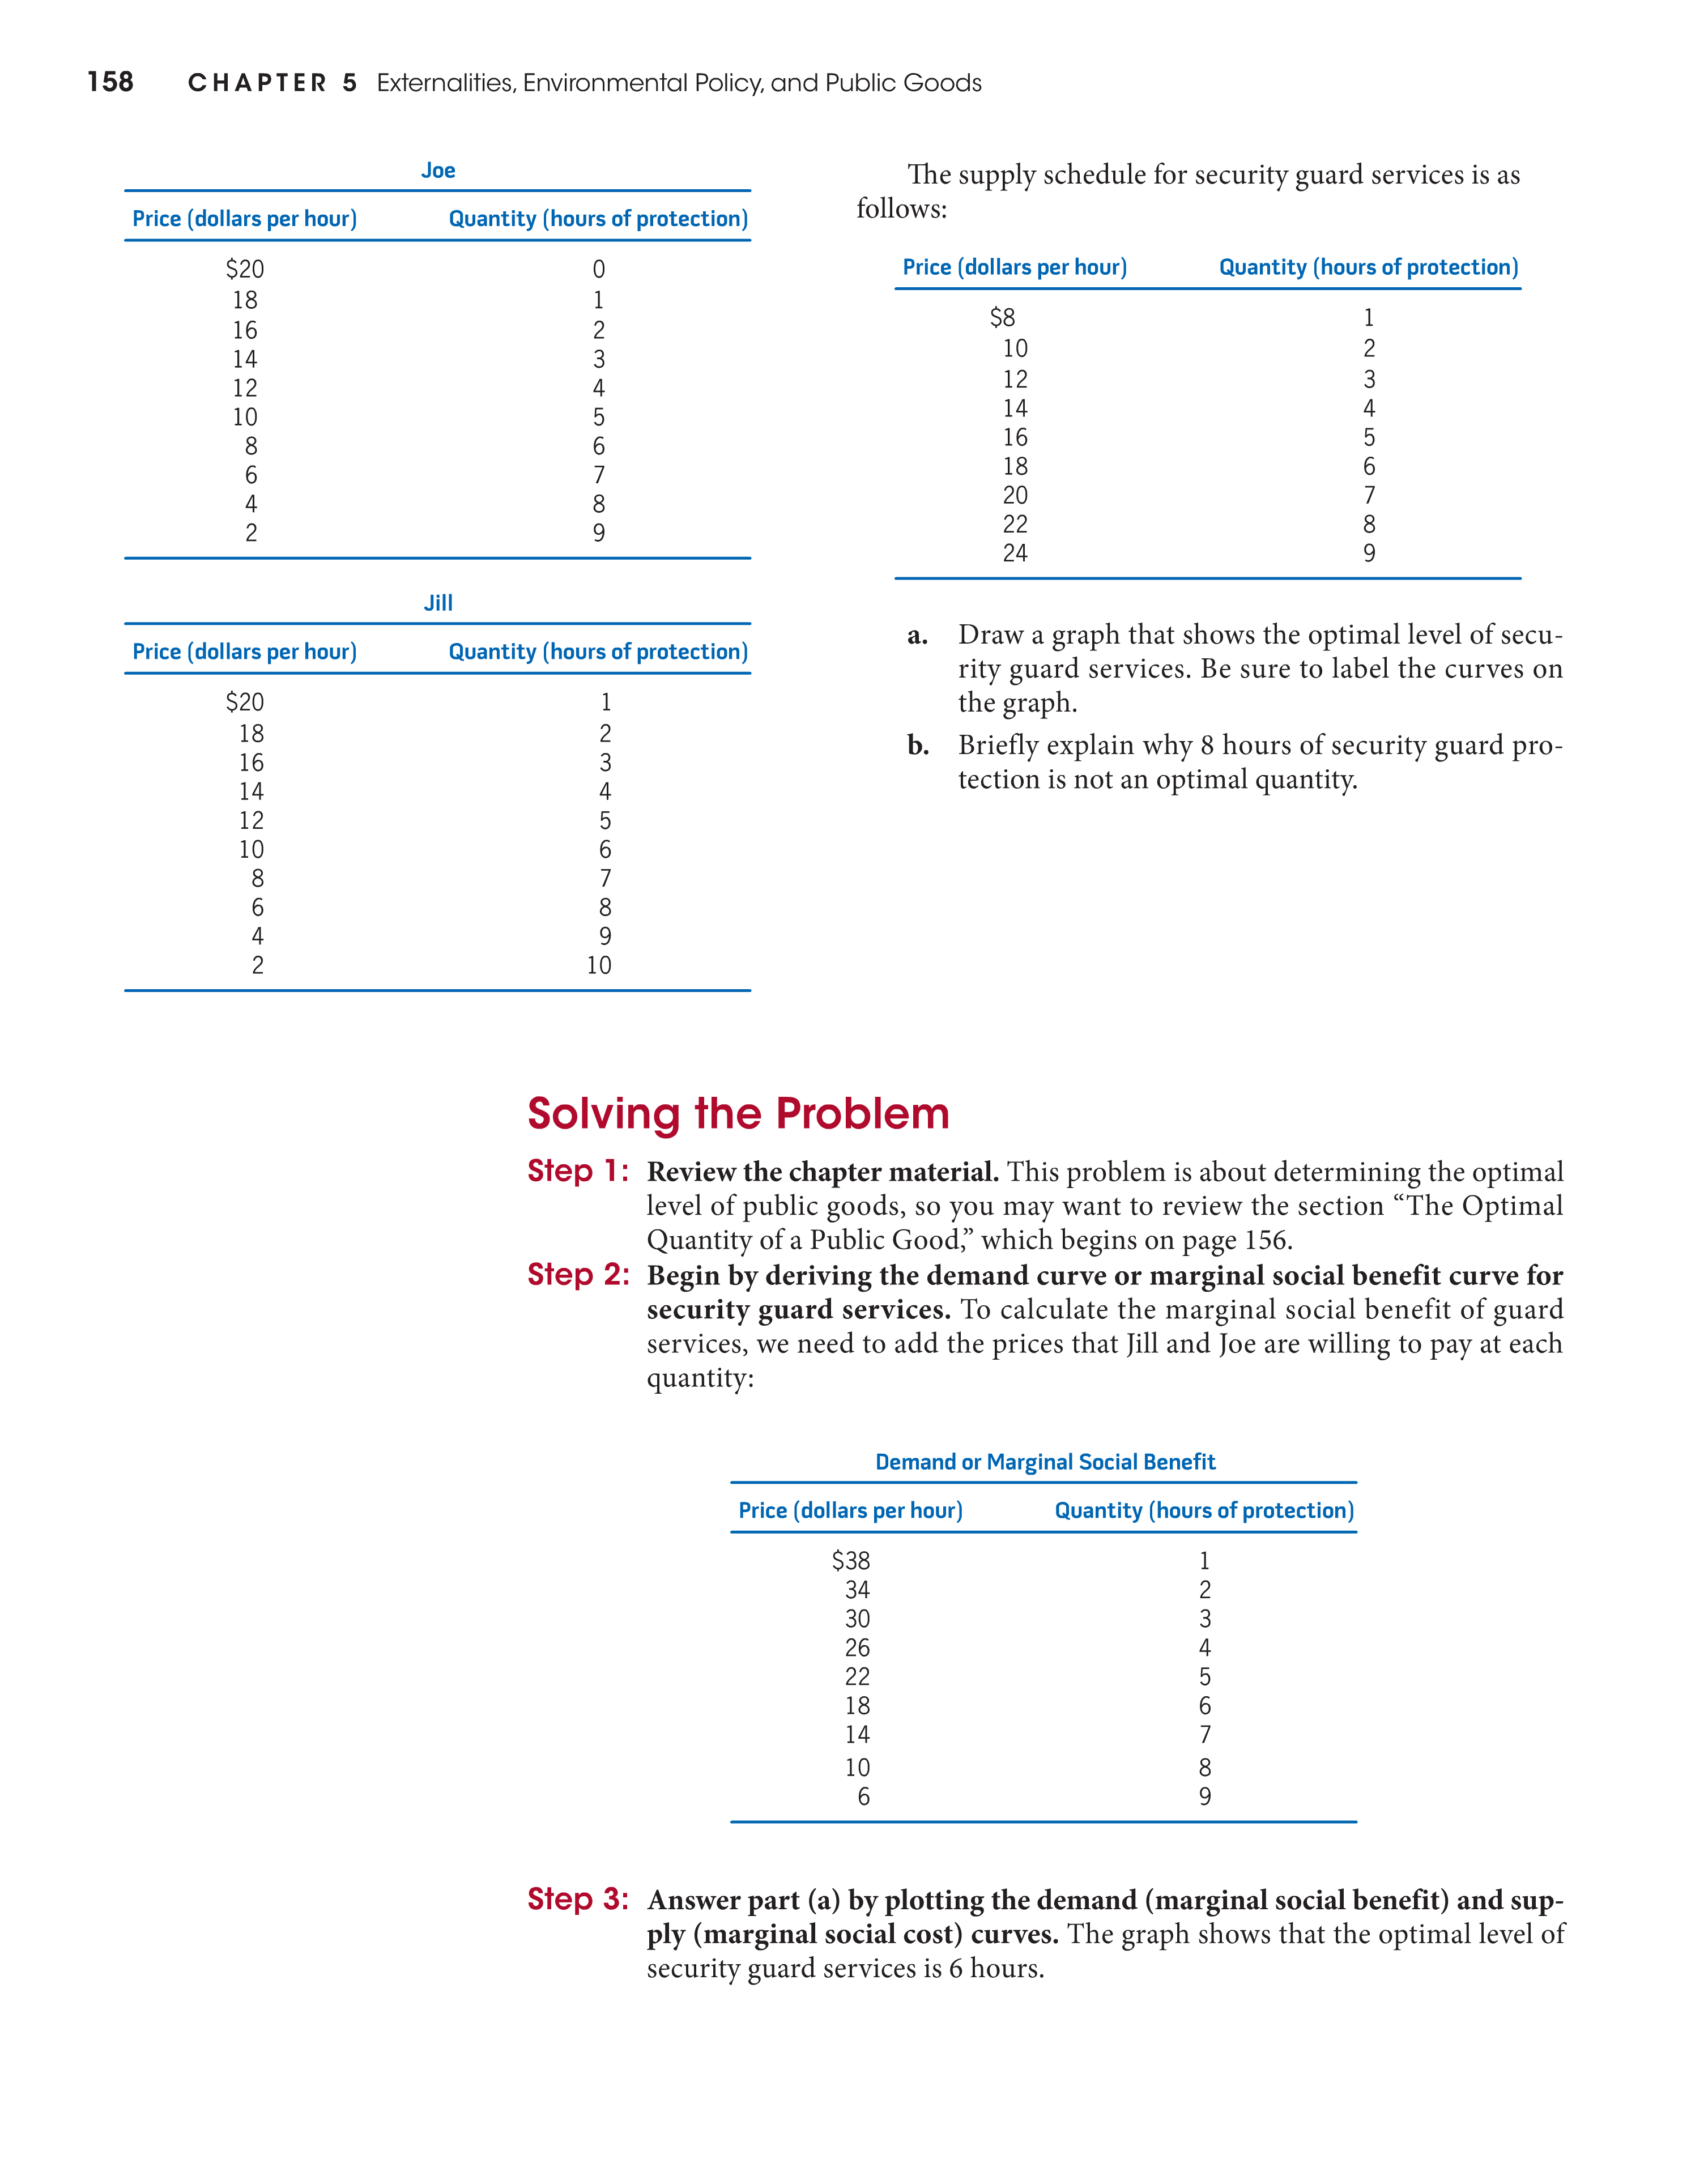 158 CHAPTER 5 Externalities, Environmental Policy, and Public Goods
Joe
Price (dollars per hour) Quantity (hours of protection)
$20 0
18 1
16 2
14 3
12 4
10 5
8 6
6 7
4 8
2 9
Jill
Price (dollars per hour) Quantity (hours of protection)
$20 1
18 2
16 3
14 4
12 5
10 6
8 7
6 8
4 9
2 10
The supply schedule for security guard services is as
follows:
Price (dollars per hour) Quantity (hours of protection)
$8 1
10 2
12 3
14 4
16 5
18 6
20 7
22 8
24 9
a. Draw a graph that shows the optimal level of secu-
rity guard services. Be sure to label the curves on
the graph.
b. Briefly explain why 8 hours of security guard pro-
tection is not an optimal quantity.
Solving the Problem
Step 1: Review the chapter material. This problem is about determining the optimal
level of public goods, so you may want to review the section “The Optimal
Quantity of a Public Good,” which begins on page 156.
Step 2: Begin by deriving the demand curve or marginal social benefit curve for
security guard services. To calculate the marginal social benefit of guard
services, we need to add the prices that Jill and Joe are willing to pay at each
quantity:
Demand or Marginal Social Benefit
Price (dollars per hour) Quantity (hours of protection)
$38 1
34 2
30 3
26 4
22 5
18 6
14 7
10 8
6 9
Step 3: Answer part (a) by plotting the demand (marginal social benefit) and sup-
ply (marginal social cost) curves. The graph shows that the optimal level of
security guard services is 6 hours.